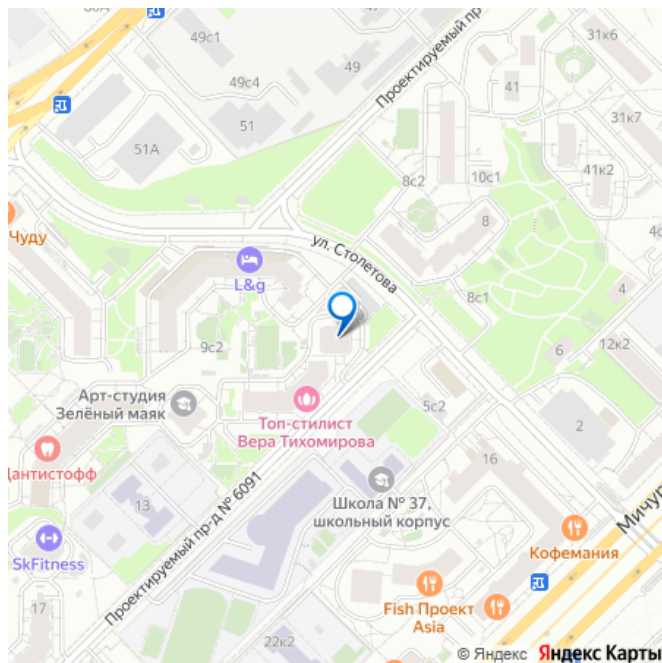 49с1
31к6
49с4
49
Проектируемый пр-
41
51
31к7
51А
41к2
10с1
8с2
8
Чуду
ул. Столетова
L&g
4с
8с1
4
9с2
12к2
6
Арт-студия
Зелёный маяк
Топ-стилист
Вера Тихомирова
5с2
2
Дантистофф
16
Проектируемый пр-д № 6091
13
Школа № 37,
школьный корпус
Мичур
Кофемания
SkFitness
Fish Проект
Asia
17
22к2
© Яндекс Яндекс Карты